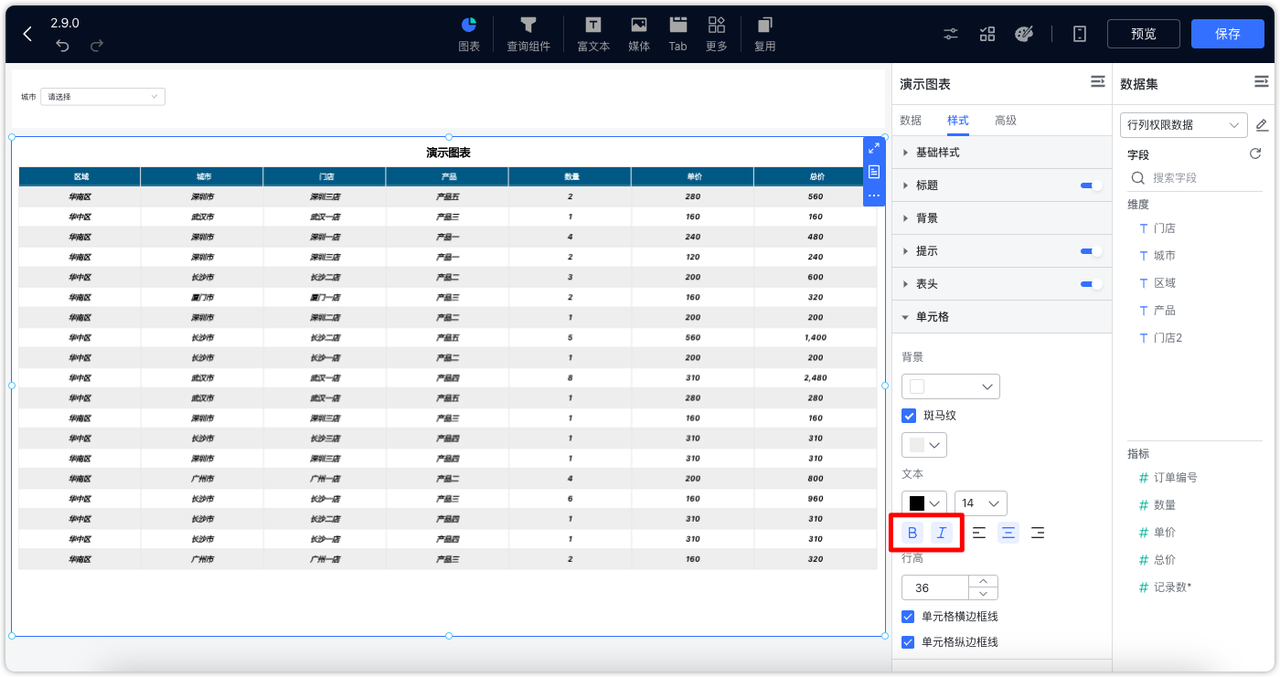 2.9.0
图表
查询组件
富文本
媒体
Tab
更多
复用
预览
保存
城市 请选择
演示图表
区域 城市 门店 产品 数量 单价 总价
华南区 深圳市 深圳三店 产品五 2 280 560
华中区 武汉市 武汉一店 产品三 1 160 160
华南区 深圳市 深圳一店 产品一 4 240 480
华南区 深圳市 深圳三店 产品一 2 120 240
华中区 长沙市 长沙二店 产品二 3 200 600
华南区 厦门市 厦门一店 产品三 2 160 320
华南区 深圳市 深圳二店 产品二 1 200 200
华中区 长沙市 长沙二店 产品五 5 560 1,400
华中区 长沙市 长沙一店 产品二 1 200 200
华中区 武汉市 武汉一店 产品四 8 310 2,480
华中区 武汉市 武汉一店 产品五 1 280 280
华南区 深圳市 深圳三店 产品三 1 160 160
华中区 长沙市 长沙三店 产品四 1 310 310
华南区 深圳市 深圳三店 产品四 1 310 310
华南区 广州市 广州一店 产品二 4 200 800
华中区 长沙市 长沙一店 产品三 6 160 960
华中区 长沙市 长沙二店 产品四 1 310 310
华中区 长沙市 长沙一店 产品四 1 310 310
华南区 广州市 广州一店 产品三 2 160 320
演示图表
数据 样式 高级
基础样式
标题
背景
提示
表头
单元格
背景
斑马纹
文本
14
B I
行高
36
单元格横边框线
单元格纵边框线
数据集
行列权限数据
字段
搜索字段
维度
T 门店
T 城市
T 区域
T 产品
T 门店2
指标
# 订单编号
# 数量
# 单价
# 总价
# 记录数*